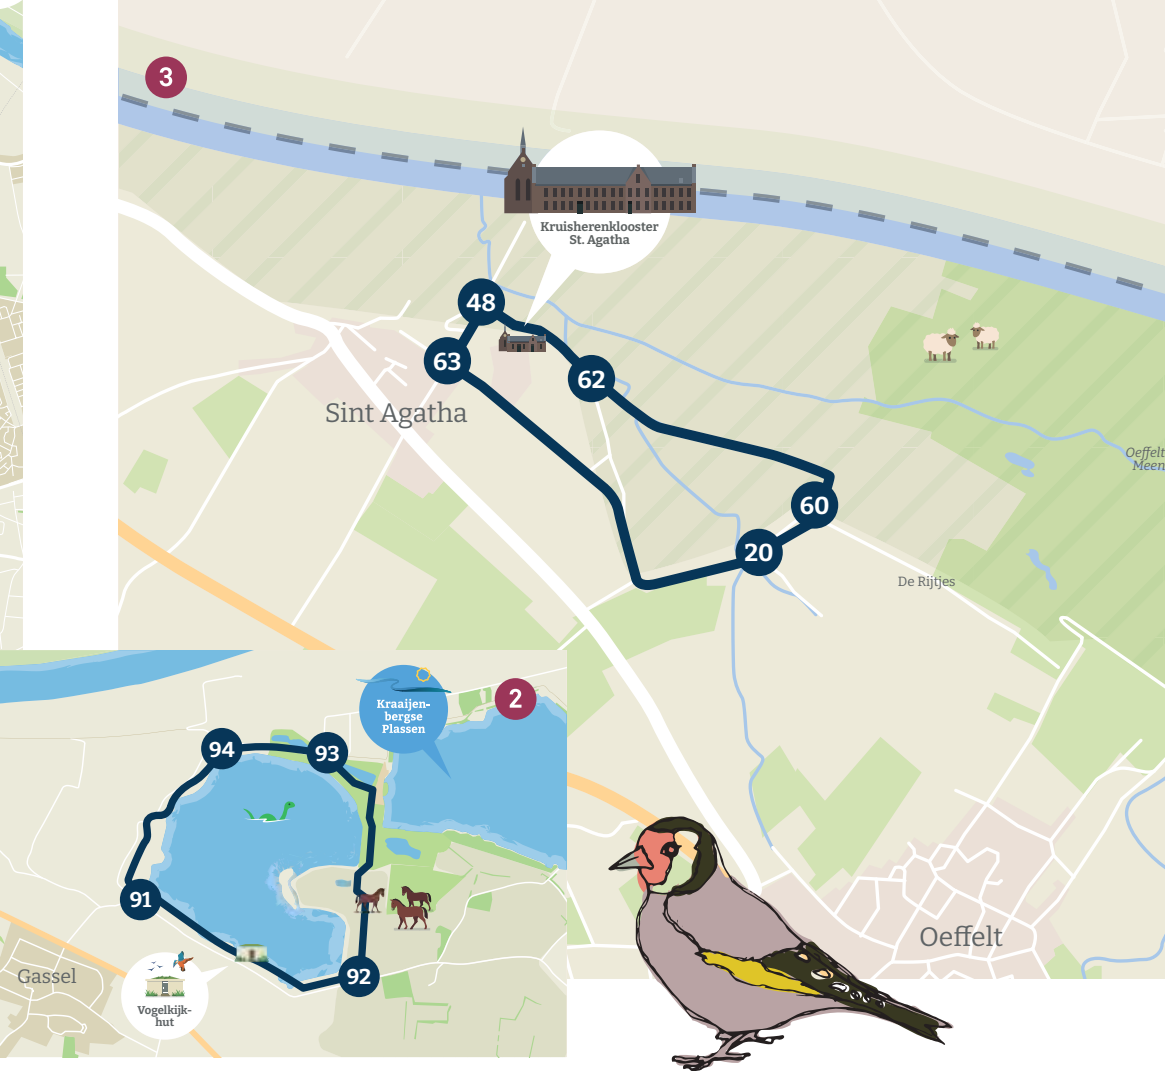 3
Kruisherenklooster
St. Agatha
48
63
62
Sint Agatha
Oeffelt
Meen
60
20
De Rijtjes
2
Kraaijen-
bergse
Plassen
94
93
91
92
Gassel
Vogelkijk-
hut
Oeffelt